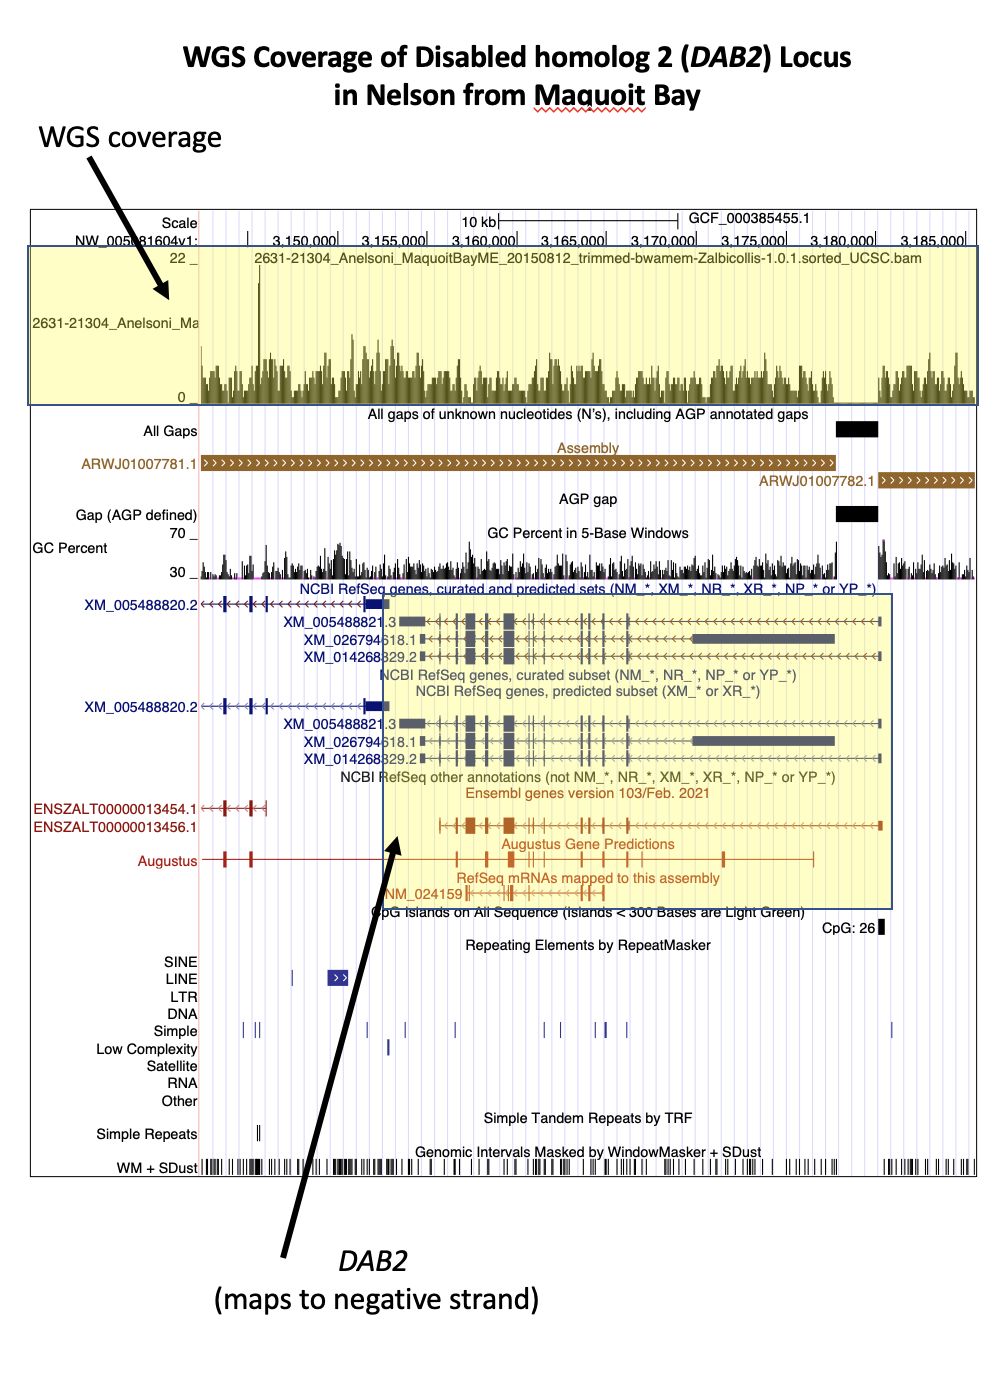 WGS Coverage of Disabled homolog 2 (DAB2) Locus
in Nelson from Maquoit Bay
WGS coverage
Scale 10 kb GCF_000385455.1
NW_005081604v1: 3,150,000 3,155,000 3,160,000 3,165,000 3,170,000 3,175,000 3,180,000 3,185,000
22 _ 2631-21304_Anelsoni_MaquoitBayME_20150812_trimmed-bwamem-Zalbicollis-1.0.1.sorted_UCSC.bam
2631-21304_Anelsoni_Ma
0 _
All gaps of unknown nucleotides (N's), including AGP annotated gaps
All Gaps
Assembly
ARWJ01007781.1
ARWJ01007782.1
AGP gap
Gap (AGP defined)
70 _ GC Percent in 5-Base Windows
GC Percent
30 _
NCBI RefSeq genes, curated and predicted sets (NM_*, XM_*, NR_*, XR_*, NP_* or YP_*)
XM_005488820.2
XM_005488821.3
XM_026794618.1
XM_014268829.2
NCBI RefSeq genes, curated subset (NM_*, NR_*, NP_* or YP_*)
NCBI RefSeq genes, predicted subset (XM_* or XR_*)
XM_005488820.2
XM_005488821.3
XM_026794618.1
XM_014268829.2
NCBI RefSeq other annotations (not NM_*, NR_*, XM_*, XR_*, NP_* or YP_*)
Ensembl genes version 103/Feb. 2021
ENSZALT00000013454.1
ENSZALT00000013456.1
Augustus Gene Predictions
Augustus
RefSeq mRNAs mapped to this assembly
NM_024159
CpG Islands on All Sequence (Islands < 300 Bases are Light Green)
CpG: 26
Repeating Elements by RepeatMasker
SINE
LINE
LTR
DNA
Simple
Low Complexity
Satellite
RNA
Other
Simple Tandem Repeats by TRF
Simple Repeats
Genomic Intervals Masked by WindowMasker + SDust
WM + SDust
DAB2
(maps to negative strand)